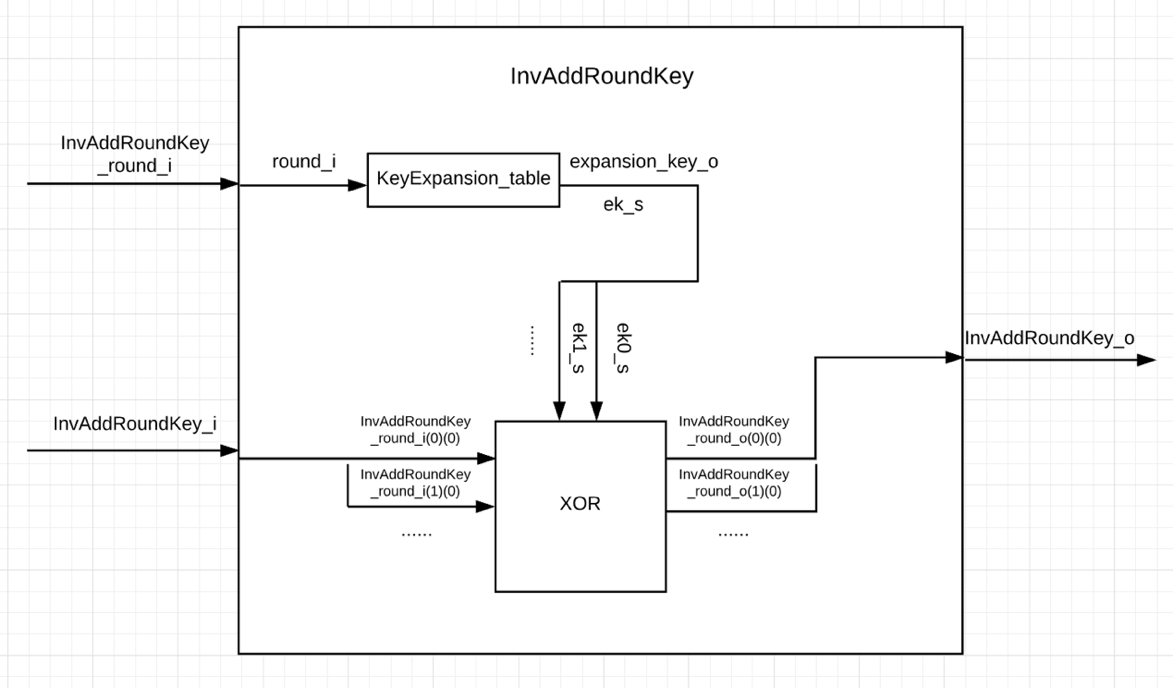 InvAddRoundKey
InvAddRoundKey
_round_i
round_i
KeyExpansion_table
expansion_key_o
ek_s
......
ek1_s
ek0_s
InvAddRoundKey_o
InvAddRoundKey_i
InvAddRoundKey
_round_i(0)(0)
InvAddRoundKey
_round_i(1)(0)
......
XOR
InvAddRoundKey
_round_o(0)(0)
InvAddRoundKey
_round_o(1)(0)
......